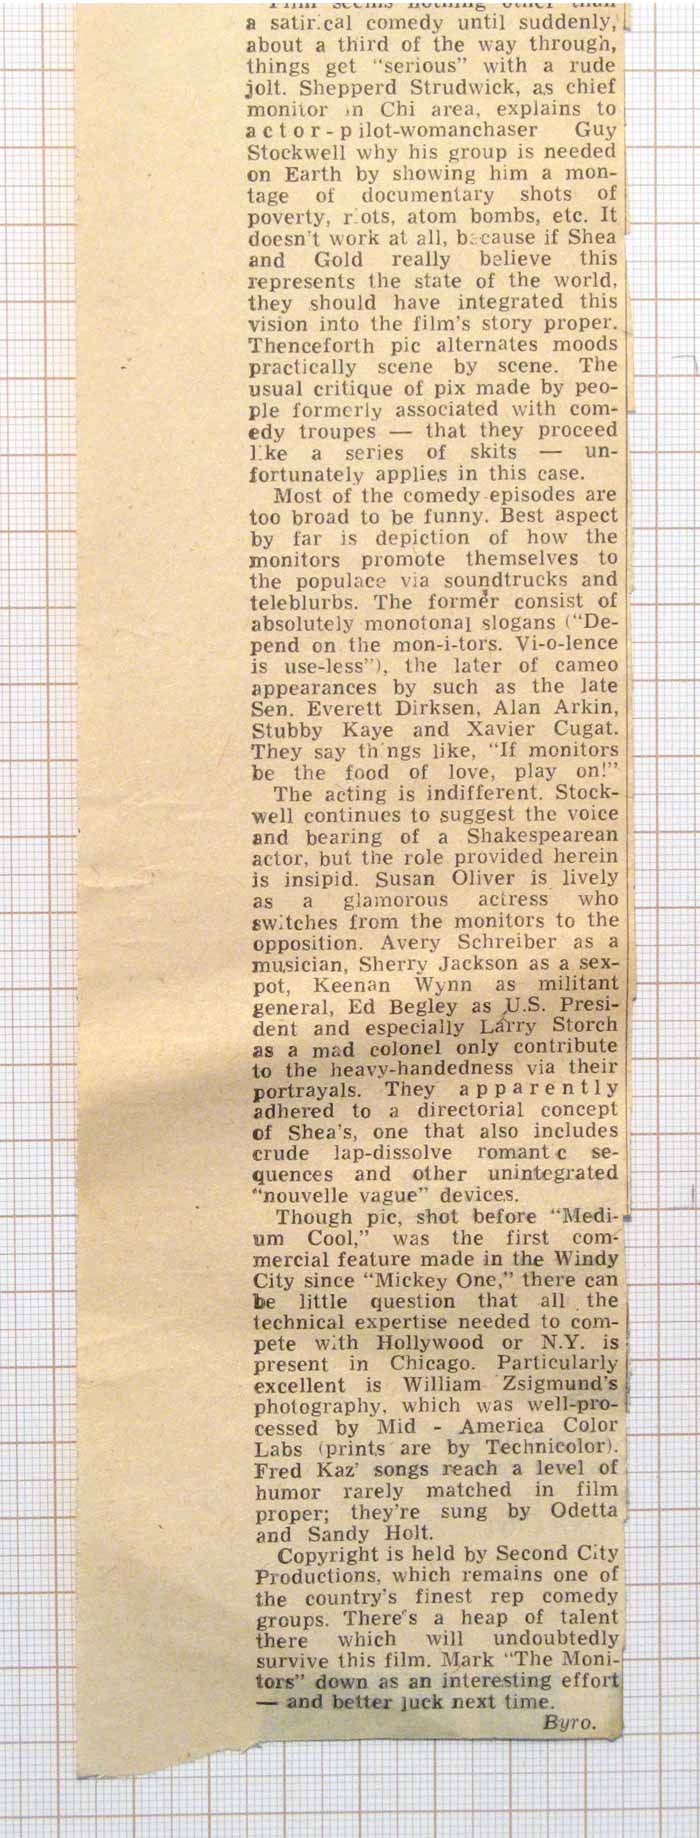 Film seems nothing other than
a satirical comedy until suddenly,
about a third of the way through,
things get "serious" with a rude
jolt. Shepperd Strudwick, as chief
monitor in Chi area, explains to
actor-pilot-womanchaser Guy
Stockwell why his group is needed
on Earth by showing him a mon-
tage of documentary shots of
poverty, riots, atom bombs, etc. It
doesn't work at all, because if Shea
and Gold really believe this
represents the state of the world,
they should have integrated this
vision into the film's story proper.
Thenceforth pic alternates moods
practically scene by scene. The
usual critique of pix made by peo-
ple formerly associated with com-
edy troupes — that they proceed
like a series of skits — un-
fortunately applies in this case.
Most of the comedy episodes are
too broad to be funny. Best aspect
by far is depiction of how the
monitors promote themselves to
the populace via soundtrucks and
teleblurbs. The former consist of
absolutely monotonal slogans ("De-
pend on the mon-i-tors. Vi-o-lence
is use-less"), the later of cameo
appearances by such as the late
Sen. Everett Dirksen, Alan Arkin,
Stubby Kaye and Xavier Cugat.
They say things like, "If monitors
be the food of love, play on!"
The acting is indifferent. Stock-
well continues to suggest the voice
and bearing of a Shakespearean
actor, but the role provided herein
is insipid. Susan Oliver is lively
as a glamorous actress who
switches from the monitors to the
opposition. Avery Schreiber as a
musician, Sherry Jackson as a sex-
pot, Keenan Wynn as militant
general, Ed Begley as U.S. Presi-
dent and especially Larry Storch
as a mad colonel only contribute
to the heavy-handedness via their
portrayals. They apparently
adhered to a directorial concept
of Shea's, one that also includes
crude lap-dissolve romantic se-
quences and other unintegrated
"nouvelle vague" devices.
Though pic, shot before "Medi-
um Cool," was the first com-
mercial feature made in the Windy
City since "Mickey One," there can
be little question that all the
technical expertise needed to com-
pete with Hollywood or N.Y. is
present in Chicago. Particularly
excellent is William Zsigmund's
photography, which was well-pro-
cessed by Mid - America Color
Labs (prints are by Technicolor).
Fred Kaz' songs reach a level of
humor rarely matched in film
proper; they're sung by Odetta
and Sandy Holt.
Copyright is held by Second City
Productions, which remains one of
the country's finest rep comedy
groups. There's a heap of talent
there which will undoubtedly
survive this film. Mark "The Moni-
tors" down as an interesting effort
— and better luck next time.
Byro.